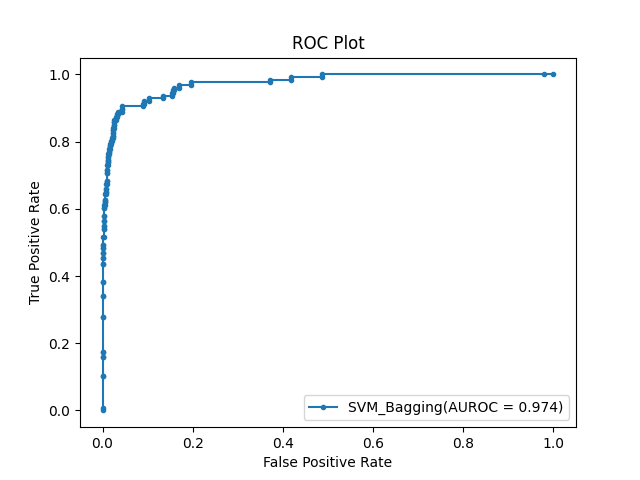 ROC Plot
True Positive Rate
1.0
0.8
0.6
0.4
0.2
0.0
SVM_Bagging(AUROC = 0.974)
0.0 0.2 0.4 0.6 0.8 1.0
False Positive Rate